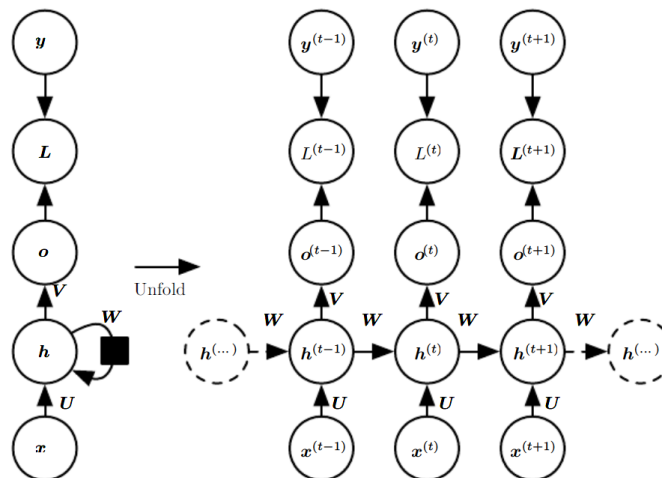 y y^(t−1) y^(t) y^(t+1)
L L^(t−1) L^(t) L^(t+1)
o o^(t−1) o^(t) o^(t+1)
Unfold
V V V V
W W W W W
h h^(...) h^(t−1) h^(t) h^(t+1) h^(...)
U U U U
x x^(t−1) x^(t) x^(t+1)